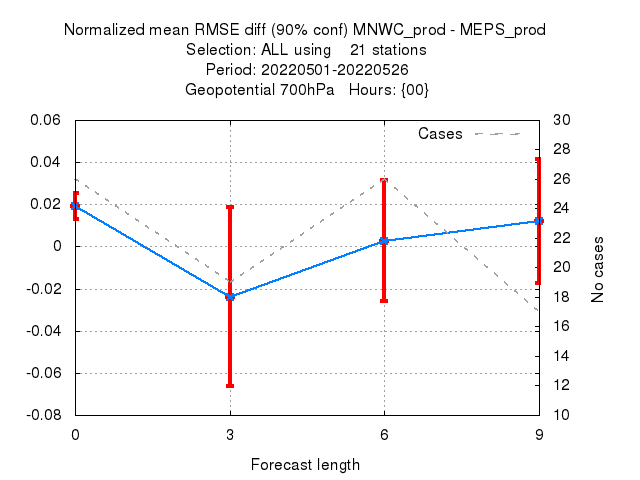 Normalized mean RMSE diff (90% conf) MNWC_prod - MEPS_prod
Selection: ALL using    21 stations
Period: 20220501-20220526
Geopotential 700hPa   Hours: {00}
Cases
0.06
0.04
0.02
0
-0.02
-0.04
-0.06
-0.08
30
28
26
24
22
20
18
16
14
12
10
No cases
0 3 6 9
Forecast length